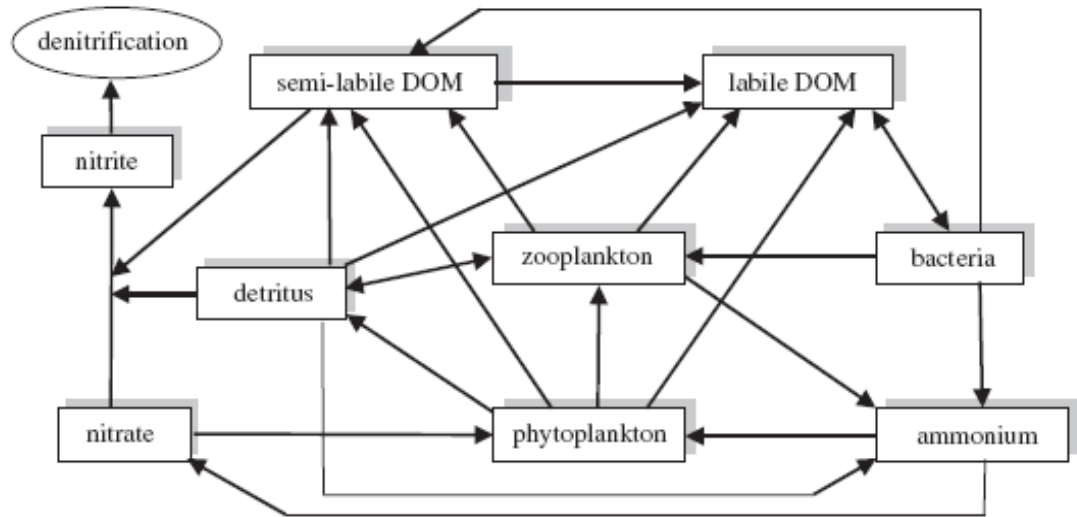 denitrification
semi-labile DOM
labile DOM
nitrite
zooplankton
bacteria
detritus
nitrate
phytoplankton
ammonium